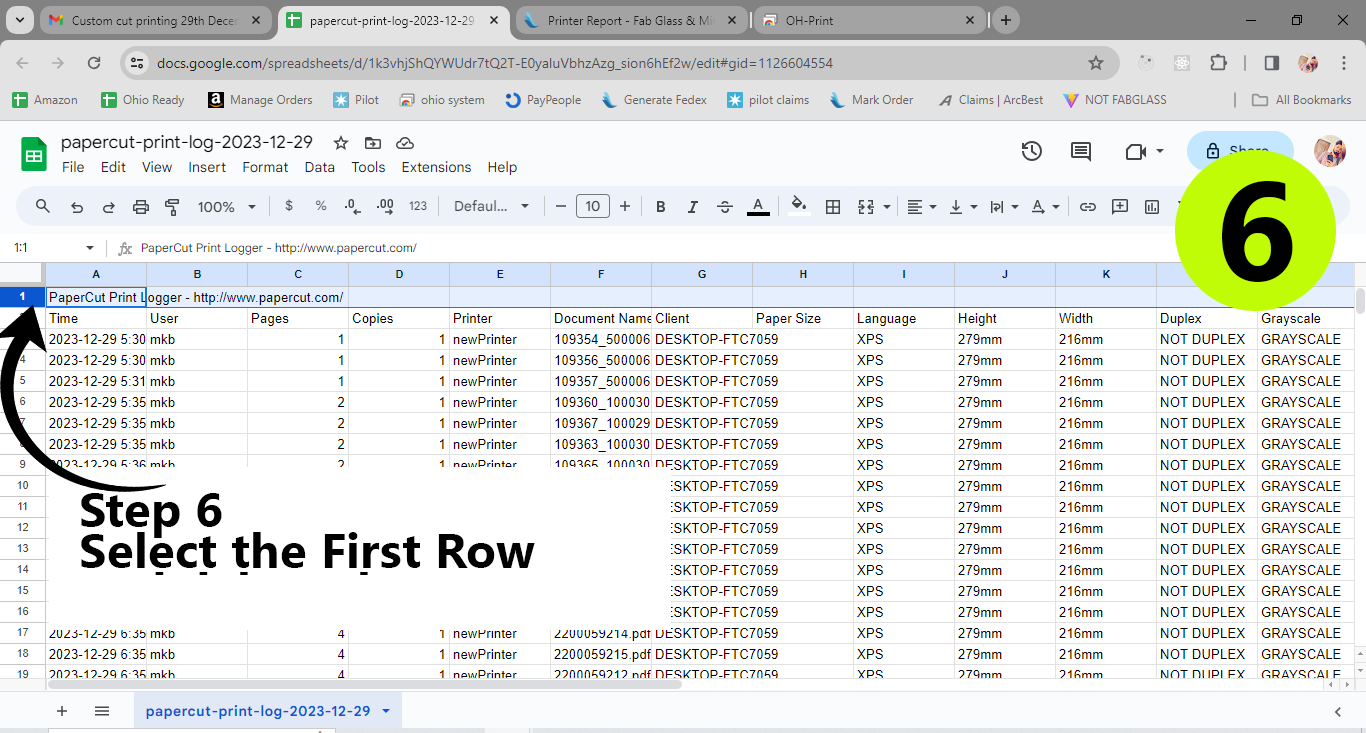 Custom cut printing 29th Dece
papercut-print-log-2023-12-29
Printer Report - Fab Glass & Mi
OH-Print
docs.google.com/spreadsheets/d/1k3vhjShQYWUdr7tQ2T-E0yaluVbhzAzg_sion6hEf2w/edit#gid=1126604554
Amazon Ohio Ready Manage Orders Pilot ohio system PayPeople Generate Fedex pilot claims Mark Order Claims | ArcBest NOT FABGLASS All Bookmarks
papercut-print-log-2023-12-29
File Edit View Insert Format Data Tools Extensions Help
Share
100% $ % .0 .00 123 Defaul... 10 B I A
6
1:1 fx PaperCut Print Logger - http://www.papercut.com/
A B C D E F G H I J K
1 PaperCut Print Logger - http://www.papercut.com/
Time User Pages Copies Printer Document Name Client Paper Size Language Height Width Duplex Grayscale
2023-12-29 5:30 mkb 1 1 newPrinter 109354_500006 DESKTOP-FTC7059 XPS 279mm 216mm NOT DUPLEX GRAYSCALE
4 2023-12-29 5:30 mkb 1 1 newPrinter 109356_500006 DESKTOP-FTC7059 XPS 279mm 216mm NOT DUPLEX GRAYSCALE
5 2023-12-29 5:31 mkb 1 1 newPrinter 109357_500006 DESKTOP-FTC7059 XPS 279mm 216mm NOT DUPLEX GRAYSCALE
6 2023-12-29 5:35 mkb 2 1 newPrinter 109360_100030 DESKTOP-FTC7059 XPS 279mm 216mm NOT DUPLEX GRAYSCALE
7 2023-12-29 5:35 mkb 2 1 newPrinter 109367_100029 DESKTOP-FTC7059 XPS 279mm 216mm NOT DUPLEX GRAYSCALE
8 2023-12-29 5:35 mkb 2 1 newPrinter 109363_100030 DESKTOP-FTC7059 XPS 279mm 216mm NOT DUPLEX GRAYSCALE
9 2023-12-29 5:36 mkb 2 1 newPrinter 109365_100030 DESKTOP-FTC7059 XPS 279mm 216mm NOT DUPLEX GRAYSCALE
10 ESKTOP-FTC7059 XPS 279mm 216mm NOT DUPLEX GRAYSCALE
11 ESKTOP-FTC7059 XPS 279mm 216mm NOT DUPLEX GRAYSCALE
12 ESKTOP-FTC7059 XPS 279mm 216mm NOT DUPLEX GRAYSCALE
13 ESKTOP-FTC7059 XPS 279mm 216mm NOT DUPLEX GRAYSCALE
14 ESKTOP-FTC7059 XPS 279mm 216mm NOT DUPLEX GRAYSCALE
15 ESKTOP-FTC7059 XPS 279mm 216mm NOT DUPLEX GRAYSCALE
16 ESKTOP-FTC7059 XPS 279mm 216mm NOT DUPLEX GRAYSCALE
Step 6
Select the First Row
17 2023-12-29 6:35 mkb 4 1 newPrinter 2200059214.pdf DESKTOP-FTC7059 XPS 279mm 216mm NOT DUPLEX GRAYSCALE
18 2023-12-29 6:35 mkb 4 1 newPrinter 2200059215.pdf DESKTOP-FTC7059 XPS 279mm 216mm NOT DUPLEX GRAYSCALE
19 2023-12-29 6:35 mkb 4 1 newPrinter 2200059212.pdf DESKTOP-FTC7059 XPS 279mm 216mm NOT DUPLEX GRAYSCALE
papercut-print-log-2023-12-29